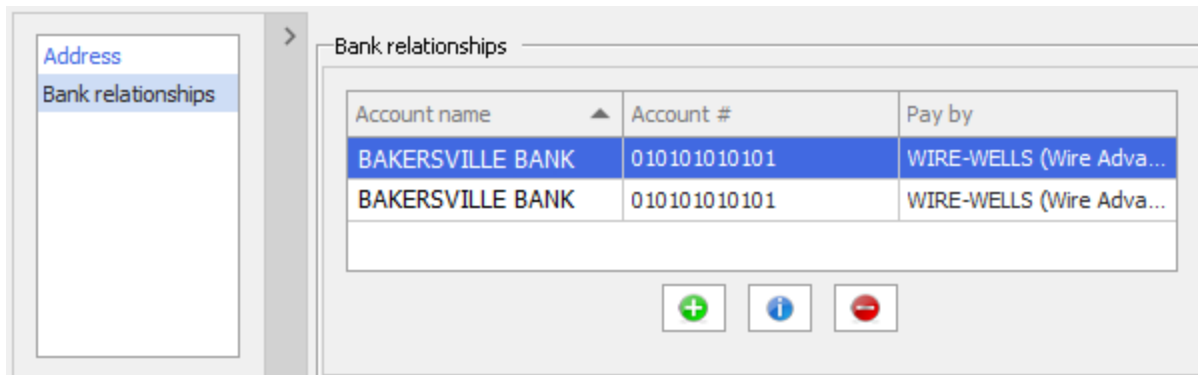 Address
Bank relationships
Bank relationships
Account name Account # Pay by
BAKERSVILLE BANK 010101010101 WIRE-WELLS (Wire Adva...
BAKERSVILLE BANK 010101010101 WIRE-WELLS (Wire Adva...